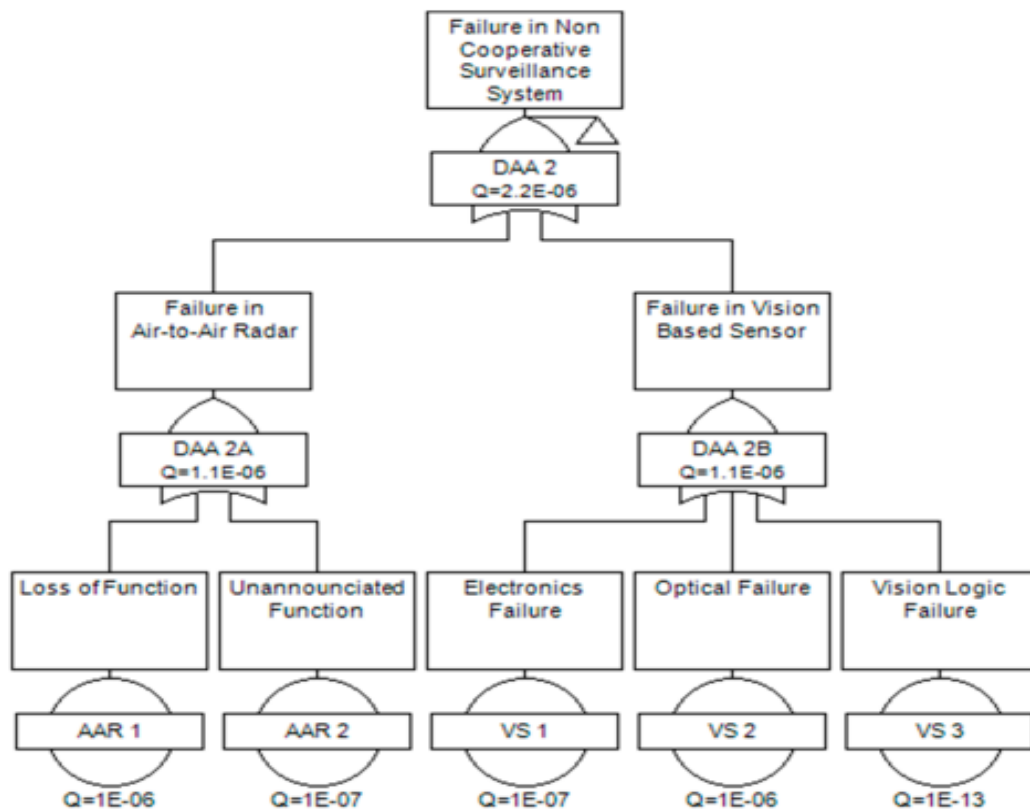 Failure in Non
Cooperative
Surveillance
System
DAA 2
Q=2.2E-06
Failure in
Air-to-Air Radar
Failure in Vision
Based Sensor
DAA 2A
Q=1.1E-06
DAA 2B
Q=1.1E-06
Loss of Function
Unannounciated
Function
Electronics
Failure
Optical Failure
Vision Logic
Failure
AAR 1
AAR 2
VS 1
VS 2
VS 3
Q=1E-06
Q=1E-07
Q=1E-07
Q=1E-06
Q=1E-13